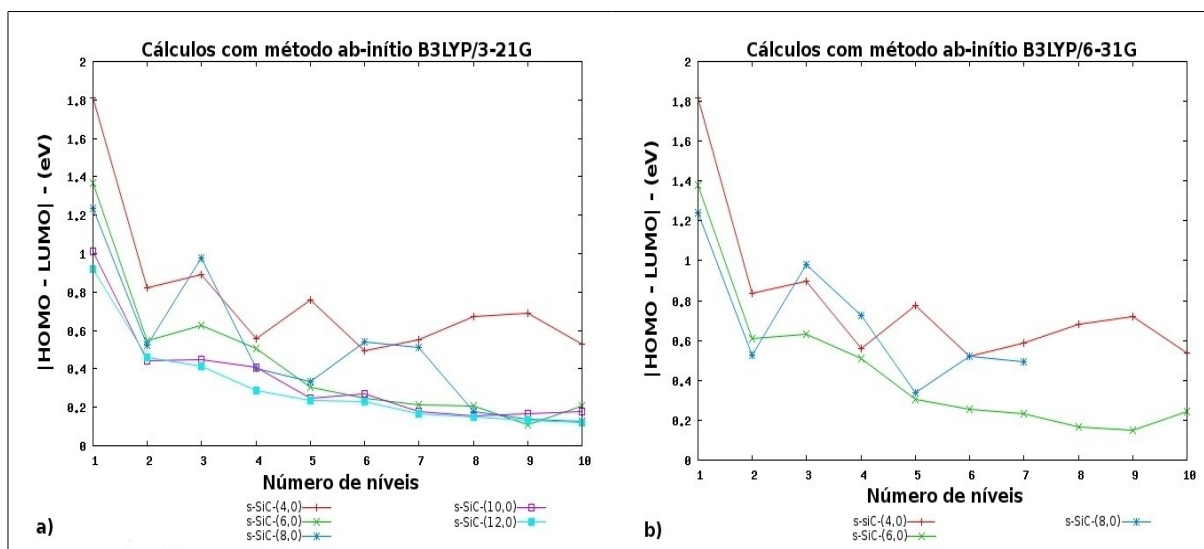 Cálculos com método ab-inítio B3LYP/3-21G
|HOMO - LUMO| - (eV)
2
1.8
1.6
1.4
1.2
1
0.8
0.6
0.4
0.2
0
1 2 3 4 5 6 7 8 9 10
Número de níveis
s-SiC-(4,0)
s-SiC-(6,0)
s-SiC-(8,0)
s-SiC-(10,0)
s-SiC-(12,0)
a)
Cálculos com método ab-inítio B3LYP/6-31G
|HOMO - LUMO| - (eV)
2
1.8
1.6
1.4
1.2
1
0.8
0.6
0.4
0.2
0
1 2 3 4 5 6 7 8 9 10
Número de níveis
s-siC-(4,0)
s-SiC-(6,0)
s-SiC-(8,0)
b)